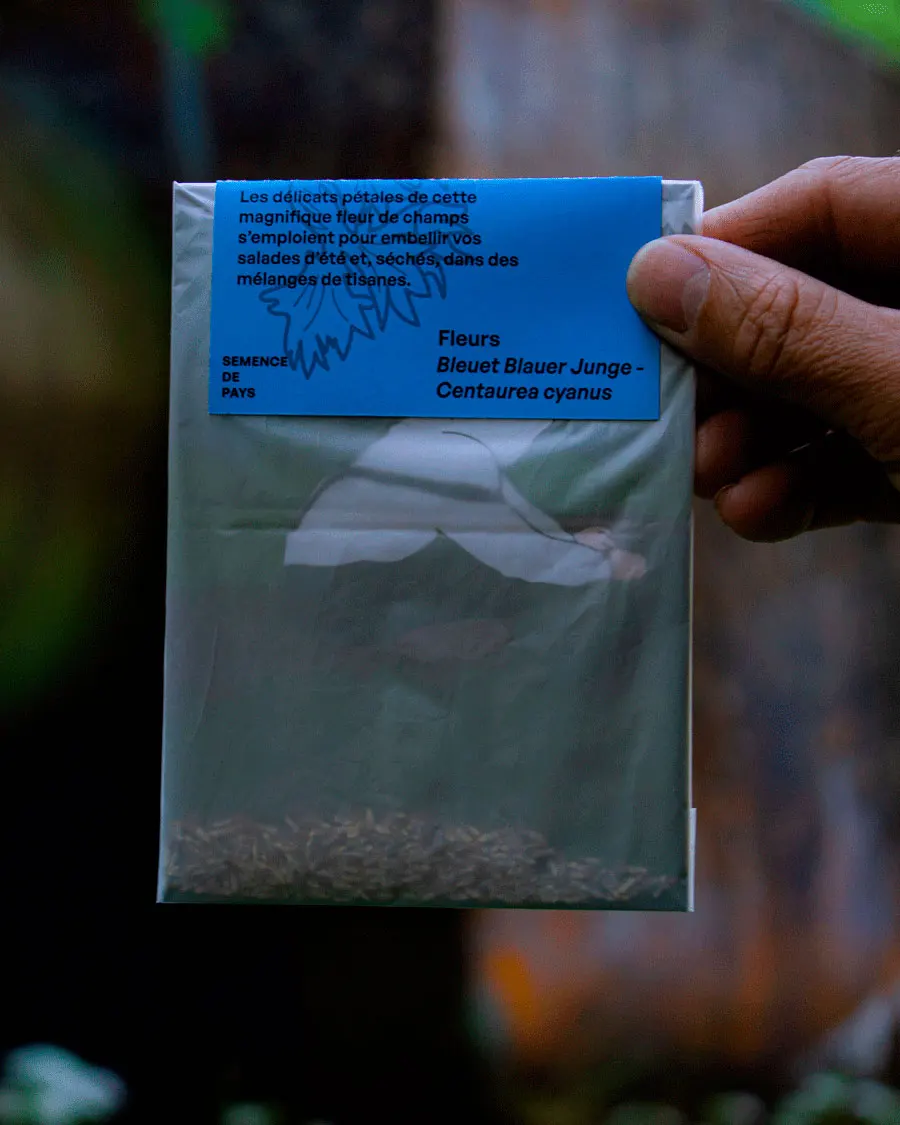 Les délicats pétales de cette
magnifique fleur de champs
s'emploient pour embellir vos
salades d'été et, séchés, dans des
mélanges de tisanes.
Fleurs
Bleuet Blauer Junge -
Centaurea cyanus
SEMENCE
DE
PAYS